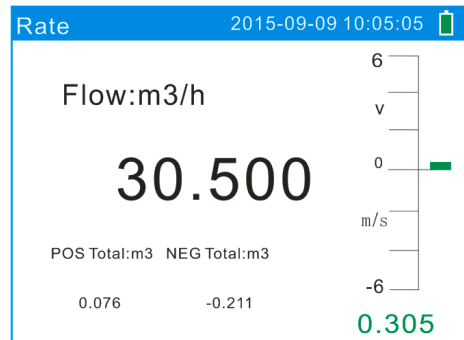 Rate 2015-09-09 10:05:05
6
Flow:m3/h
v
30.500
0
m/s
POS Total:m3 NEG Total:m3
-6
0.076 -0.211
0.305